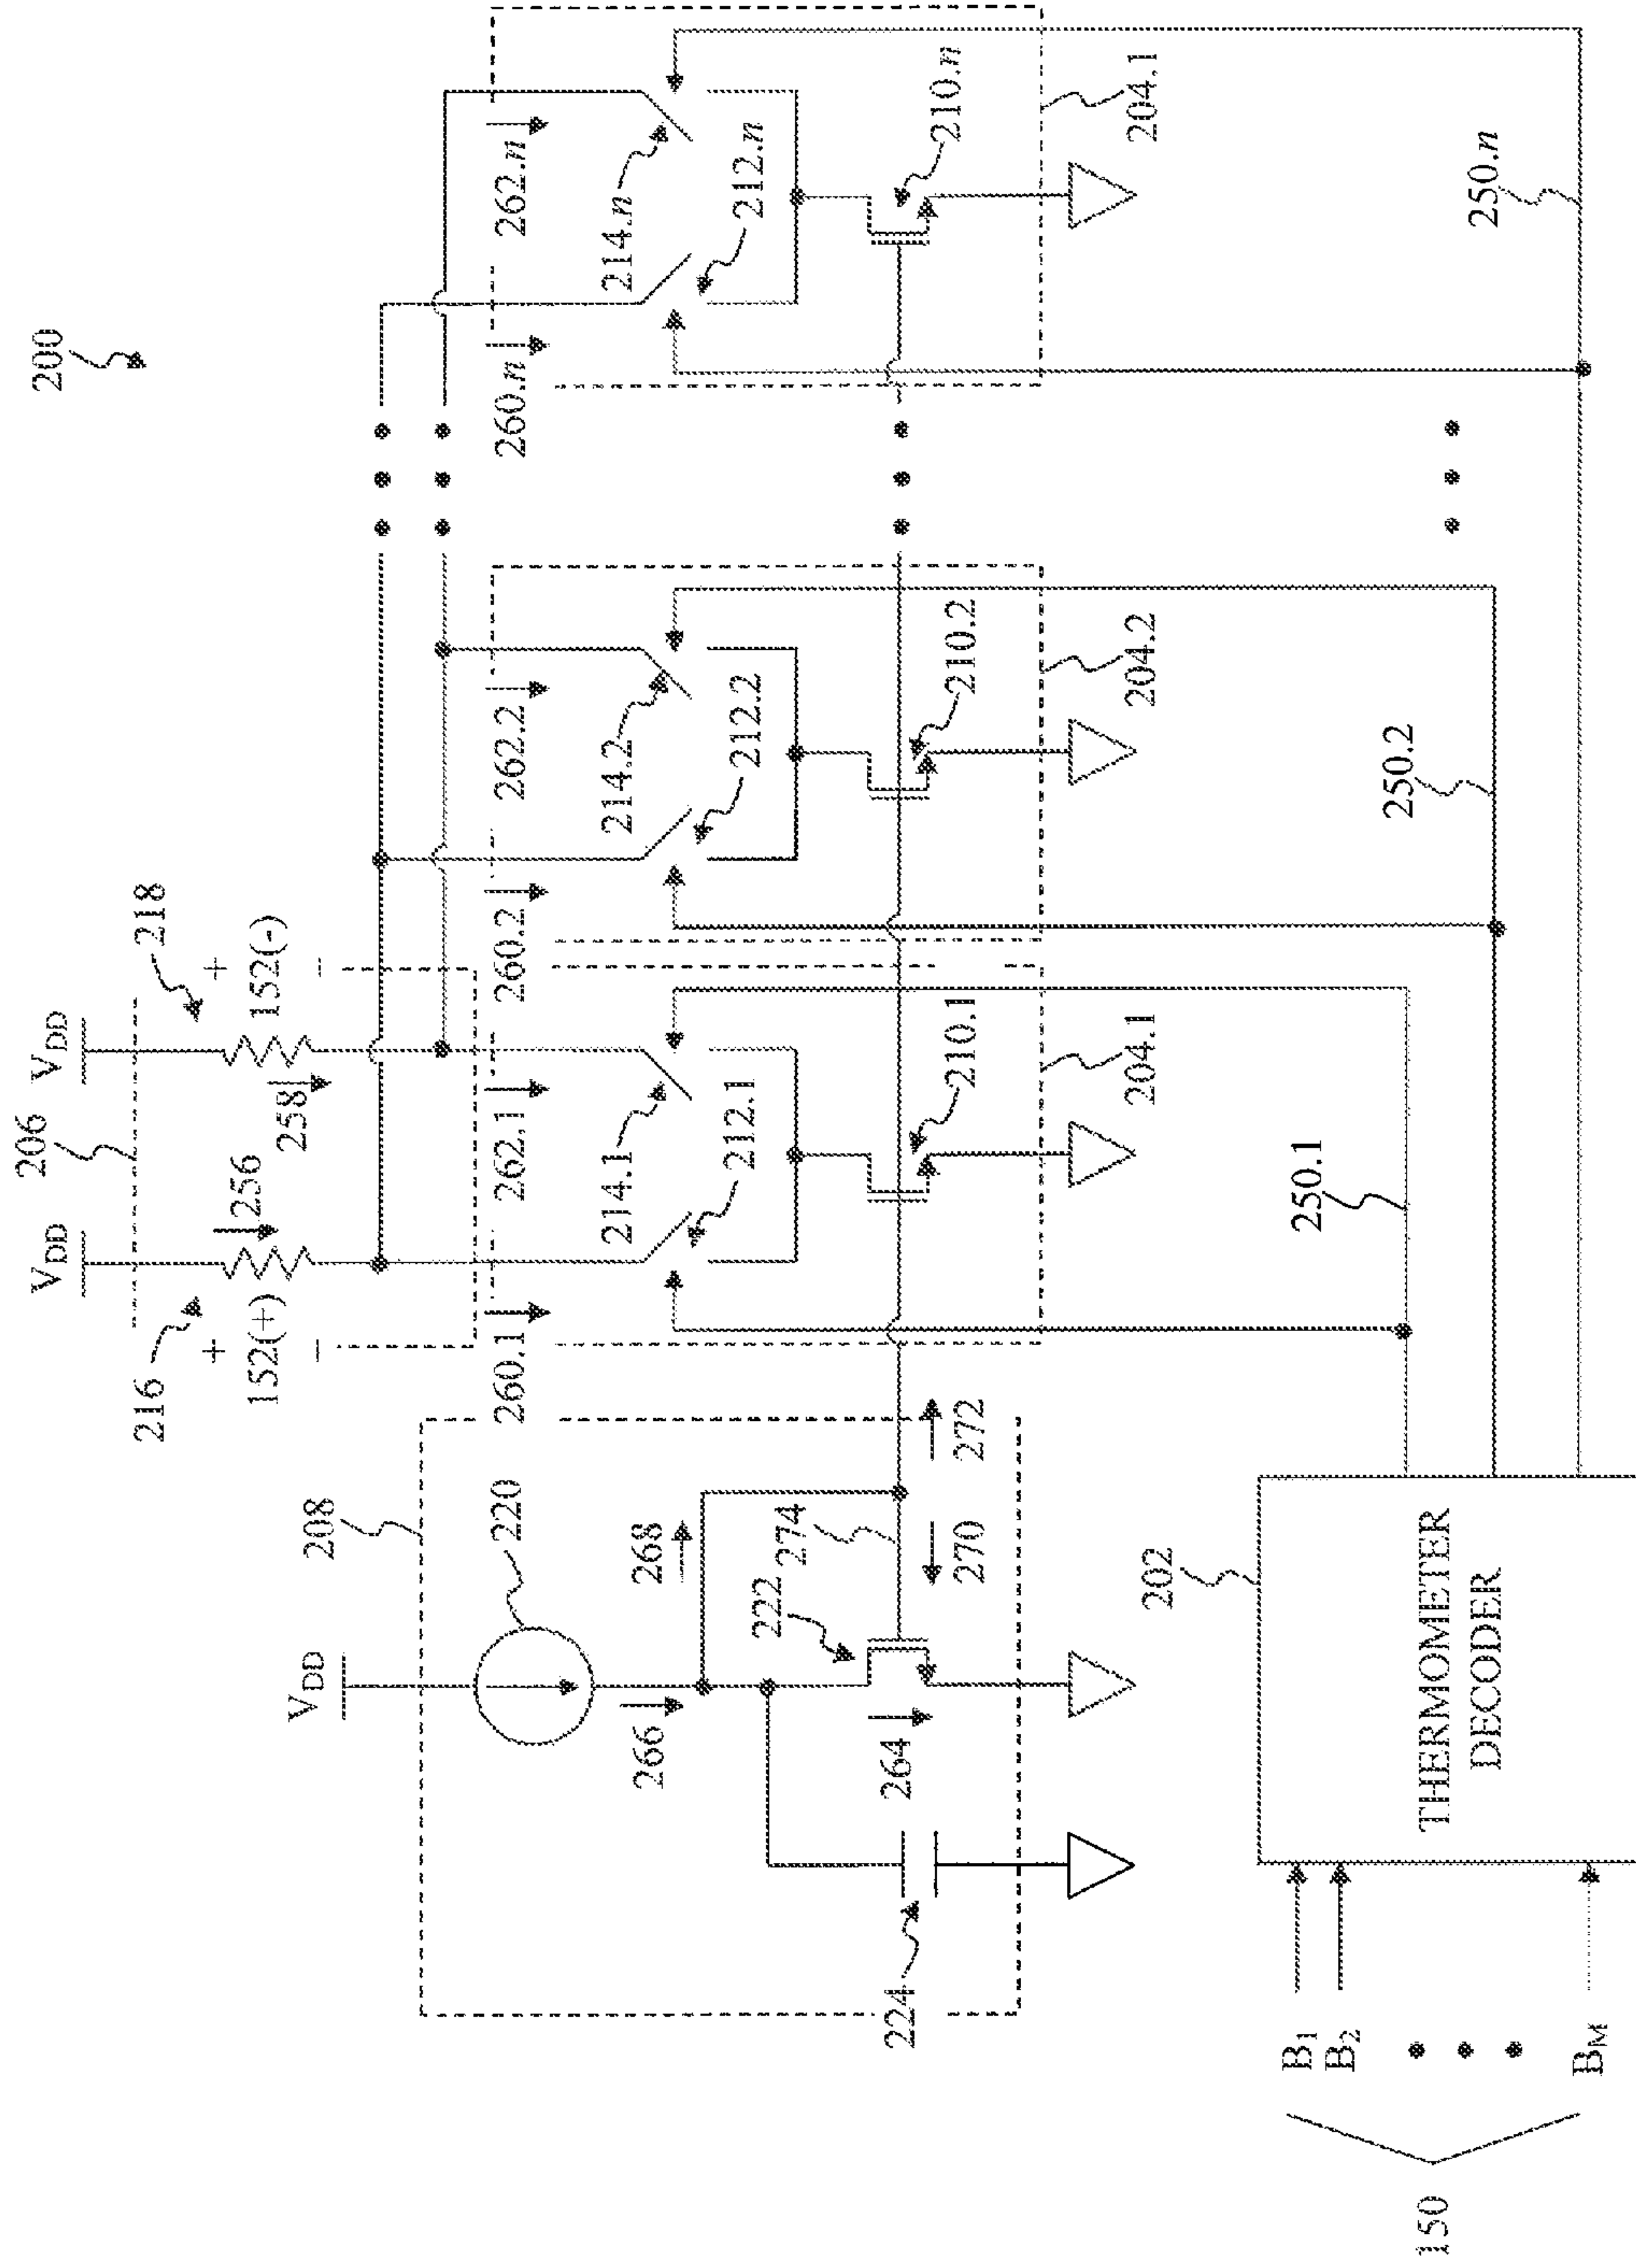 200
206
V_DD
V_DD
216
+
152(+)
−
256
258
218
+
152(-)
−
208
V_DD
220
266
268
222
274
264
270
272
224
260.1
262.1
214.1
212.1
210.1
204.1
260.2
262.2
214.2
212.2
210.2
204.2
260.n
262.n
214.n
212.n
210.n
204.1
250.1
250.2
250.n
202
THERMOMETER
DECODER
B₁
B₂
B_M
150